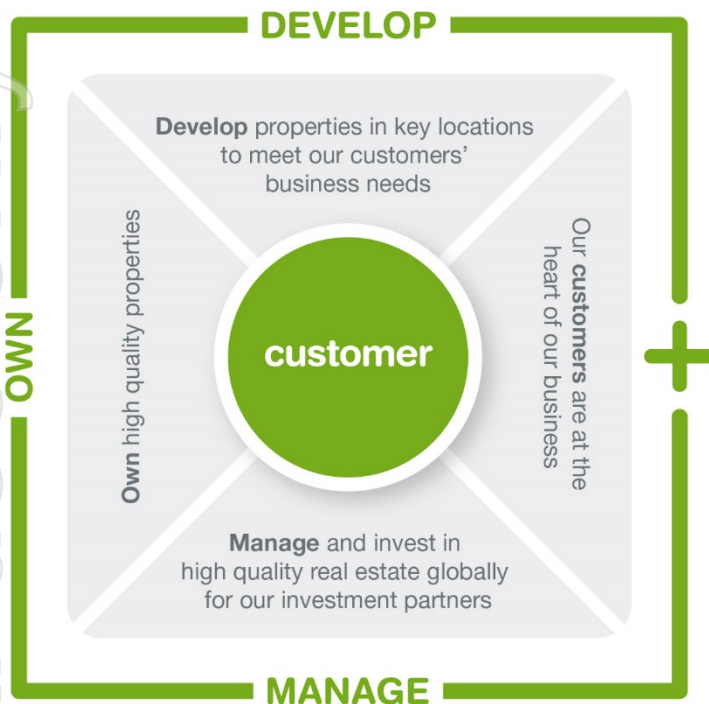 DEVELOP
Develop properties in key locations
to meet our customers'
business needs
OWN
Own high quality properties
customer
Our customers are at the
heart of our business
+
Manage and invest in
high quality real estate globally
for our investment partners
MANAGE